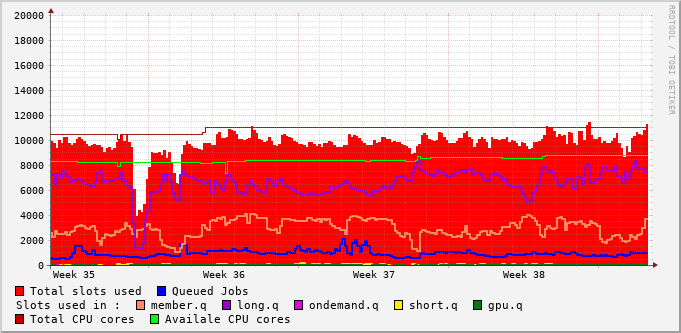 RRDTOOL / TOBI OETIKER
20000
18000
16000
14000
12000
10000
8000
6000
4000
2000
0
Week 35 Week 36 Week 37 Week 38
Total slots used Queued Jobs
Slots used in : member.q long.q ondemand.q short.q gpu.q
Total CPU cores Availale CPU cores